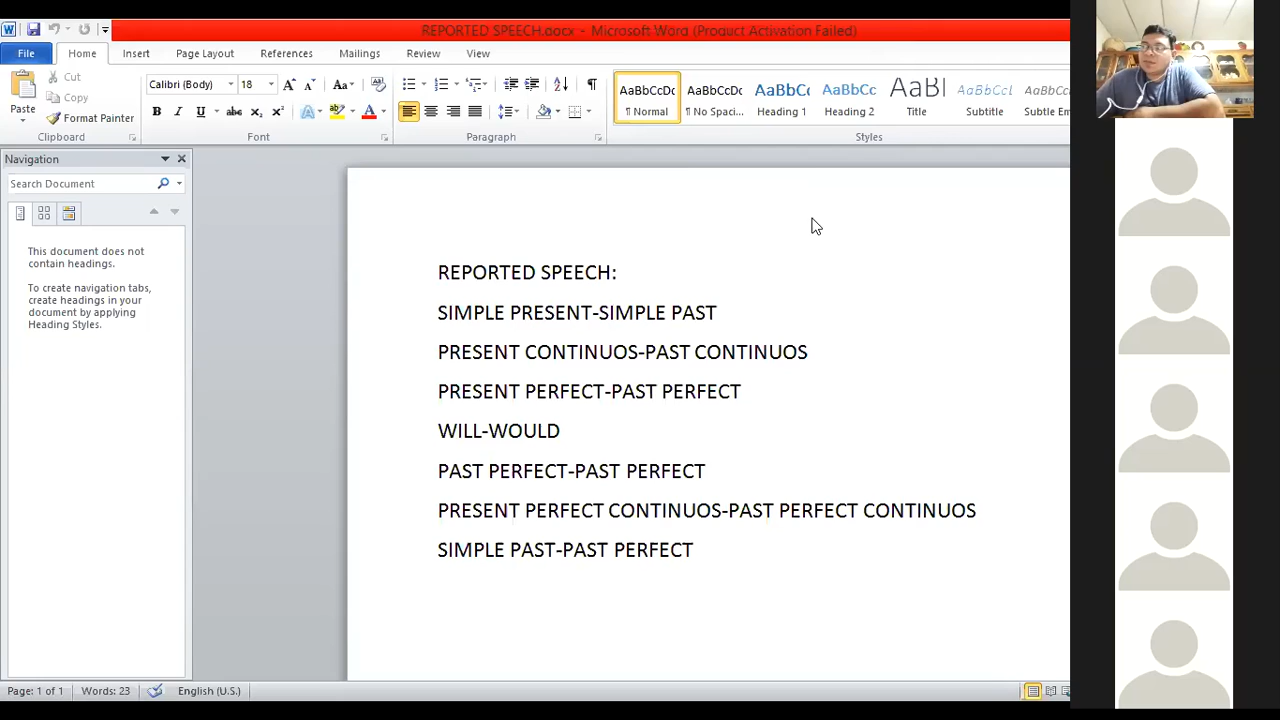 REPORTED SPEECH.docx - Microsoft Word (Product Activation Failed)
File Home Insert Page Layout References Mailings Review View
Paste Cut Copy Format Painter
Calibri (Body) 18
AaBbCcDc AaBbCcDc AaBbCc AaBbCc AaBl AaBbCcL AaBbCc
¶ Normal ¶ No Spaci... Heading 1 Heading 2 Title Subtitle Subtle Em
Clipboard Font Paragraph Styles
Navigation
Search Document
This document does not
contain headings.
To create navigation tabs,
create headings in your
document by applying
Heading Styles.
REPORTED SPEECH:
SIMPLE PRESENT-SIMPLE PAST
PRESENT CONTINUOS-PAST CONTINUOS
PRESENT PERFECT-PAST PERFECT
WILL-WOULD
PAST PERFECT-PAST PERFECT
PRESENT PERFECT CONTINUOS-PAST PERFECT CONTINUOS
SIMPLE PAST-PAST PERFECT
Page: 1 of 1 Words: 23 English (U.S.)